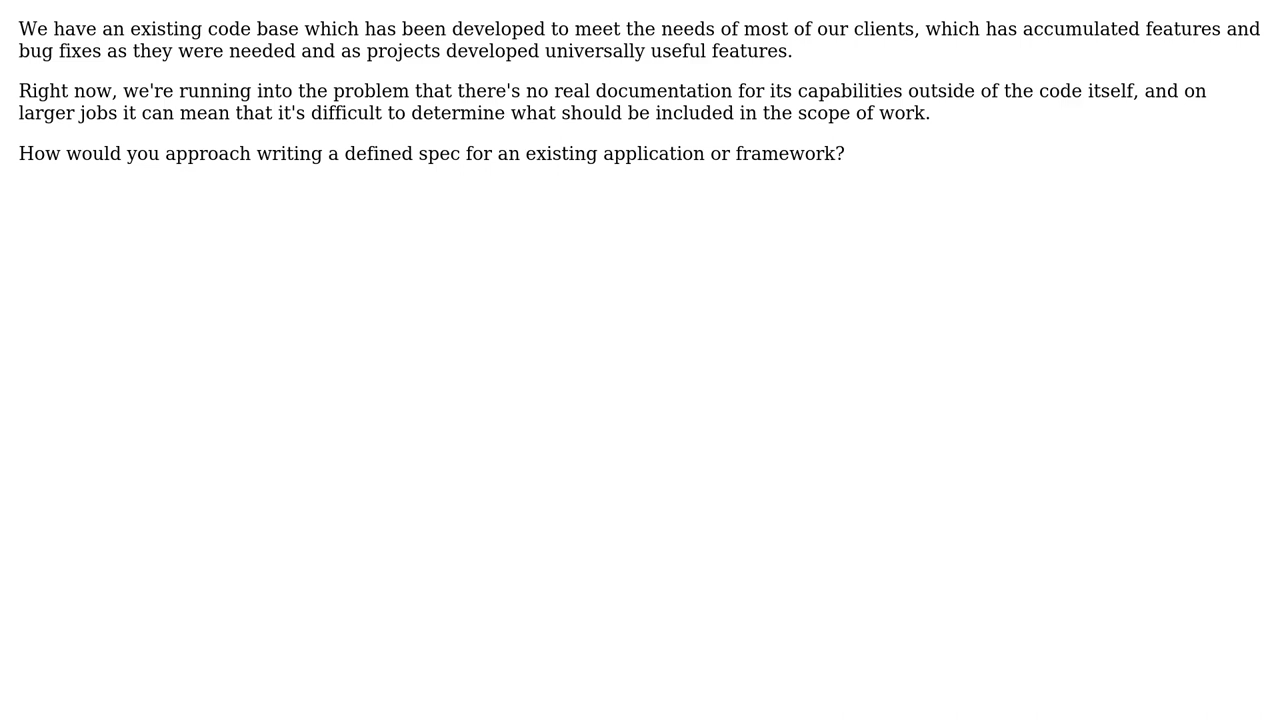 We have an existing code base which has been developed to meet the needs of most of our clients, which has accumulated features and
bug fixes as they were needed and as projects developed universally useful features.
Right now, we're running into the problem that there's no real documentation for its capabilities outside of the code itself, and on
larger jobs it can mean that it's difficult to determine what should be included in the scope of work.
How would you approach writing a defined spec for an existing application or framework?